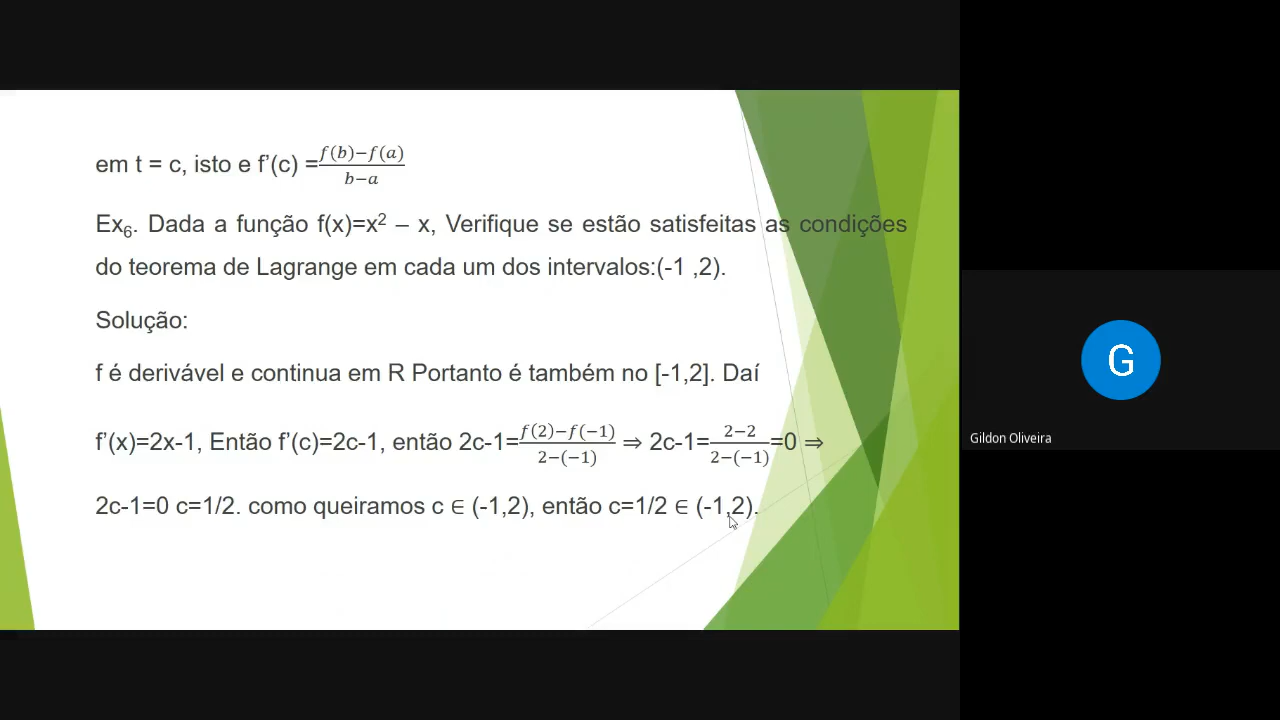 em t = c, isto e f’(c) =\frac{f(b)−f(a)}{b−a}
Ex₆. Dada a função f(x)=x² – x, Verifique se estão satisfeitas as condições
do teorema de Lagrange em cada um dos intervalos:(-1 ,2).
Solução:
f é derivável e continua em R Portanto é também no [-1,2]. Daí
f’(x)=2x-1, Então f’(c)=2c-1, então 2c-1=\frac{f(2)−f(−1)}{2−(−1)} ⇒ 2c-1=\frac{2−2}{2−(−1)}=0 ⇒
2c-1=0 c=1/2. como queiramos c ∈ (-1,2), então c=1/2 ∈ (-1,2).
G
Gildon Oliveira